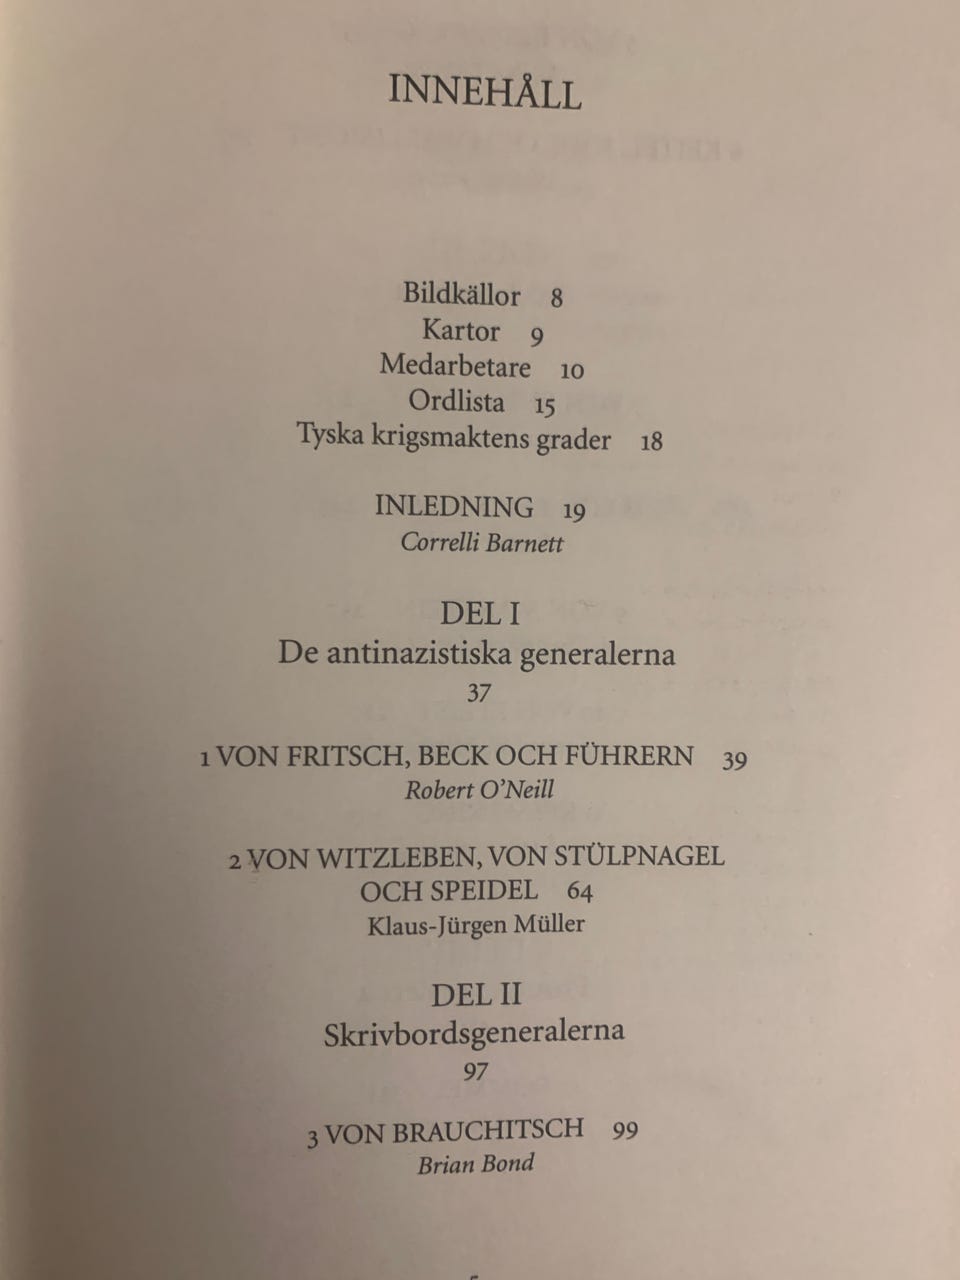 INNEHÅLL
Bildkällor 8
Kartor 9
Medarbetare 10
Ordlista 15
Tyska krigsmaktens grader 18
INLEDNING 19
Correlli Barnett
DEL I
De antinazistiska generalerna
37
1 VON FRITSCH, BECK OCH FÜHRERN 39
Robert O’Neill
2 VON WITZLEBEN, VON STÜLPNAGEL
OCH SPEIDEL 64
Klaus-Jürgen Müller
DEL II
Skrivbordsgeneralerna
97
3 VON BRAUCHITSCH 99
Brian Bond